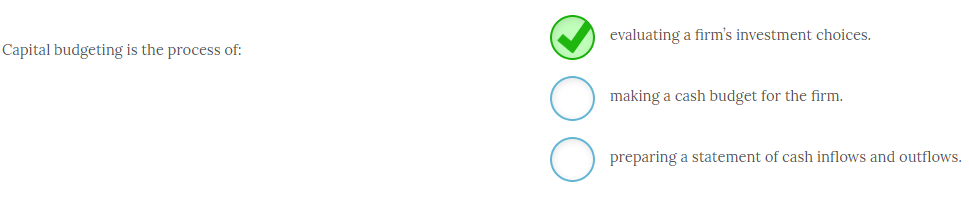 Capital budgeting is the process of:
evaluating a firm's investment choices.
making a cash budget for the firm.
preparing a statement of cash inflows and outflows.